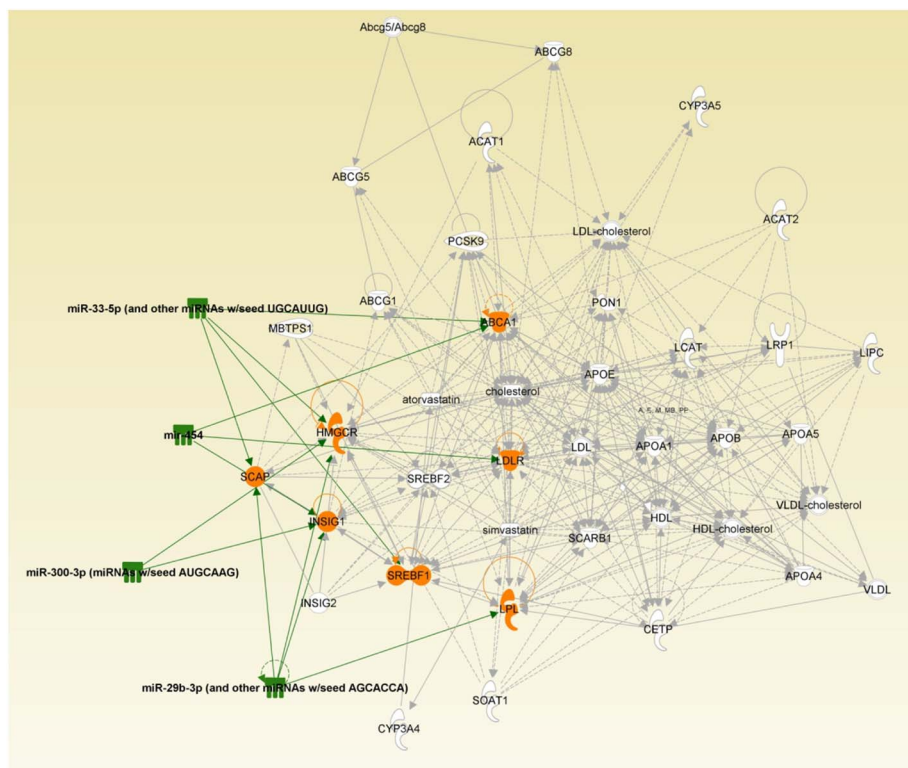 Abcg5/Abcg8
ABCG8
CYP3A5
ACAT1
ABCG5
ACAT2
PCSK9
LDL-cholesterol
miR-33-5p (and other miRNAs w/seed UGCAUUG)
ABCG1
PON1
MBTPS1
ABCA1
LCAT
LRP1
LIPC
APOE
atorvastatin
cholesterol
A, E, M, MB, PP
mir-454
HMGCR
LDLR
LDL
APOA1
APOB
APOA5
SCAP
SREBF2
VLDL-cholesterol
INSIG1
simvastatin
SCARB1
HDL
HDL-cholesterol
miR-300-3p (miRNAs w/seed AUGCAAG)
SREBF1
APOA4
VLDL
INSIG2
LPL
CETP
miR-29b-3p (and other miRNAs w/seed AGCACCA)
SOAT1
CYP3A4